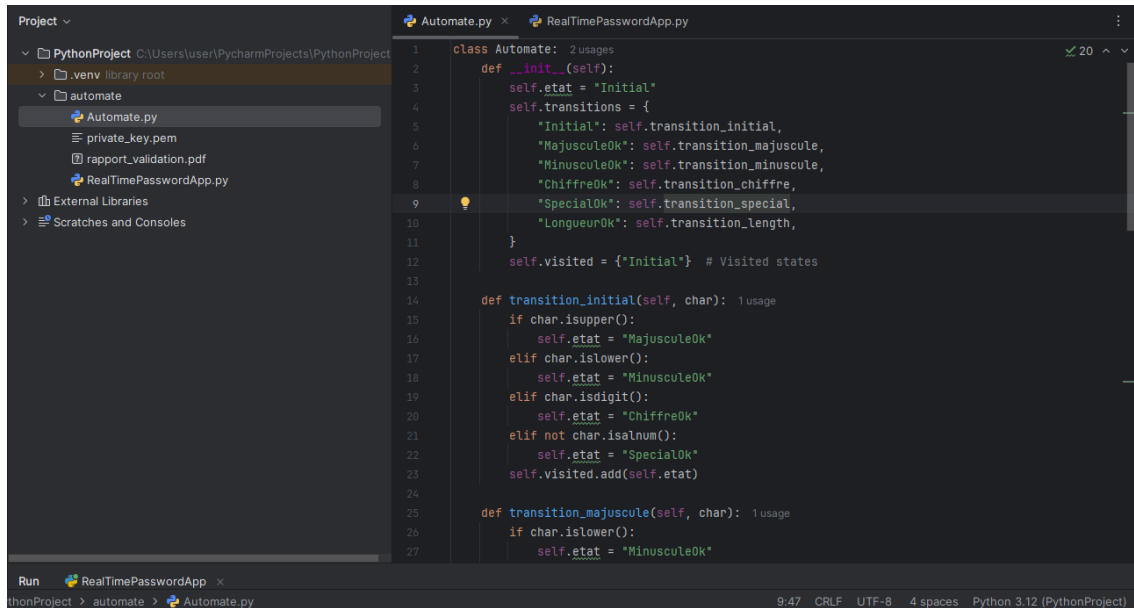 Project
PythonProject C:\Users\user\PycharmProjects\PythonProject
.venv library root
automate
Automate.py
private_key.pem
rapport_validation.pdf
RealTimePasswordApp.py
External Libraries
Scratches and Consoles
Automate.py × RealTimePasswordApp.py
20
1 class Automate: 2 usages
2 def __init__(self):
3 self.etat = "Initial"
4 self.transitions = {
5 "Initial": self.transition_initial,
6 "MajusculeOk": self.transition_majuscule,
7 "MinusculeOk": self.transition_minuscule,
8 "ChiffreOk": self.transition_chiffre,
9 "SpecialOk": self.transition_special,
10 "LongueurOk": self.transition_length,
11 }
12 self.visited = {"Initial"} # Visited states
13
14 def transition_initial(self, char): 1 usage
15 if char.isupper():
16 self.etat = "MajusculeOk"
17 elif char.islower():
18 self.etat = "MinusculeOk"
19 elif char.isdigit():
20 self.etat = "ChiffreOk"
21 elif not char.isalnum():
22 self.etat = "SpecialOk"
23 self.visited.add(self.etat)
24
25 def transition_majuscule(self, char): 1 usage
26 if char.islower():
27 self.etat = "MinusculeOk"
Run RealTimePasswordApp ×
thonProject > automate > Automate.py 9:47 CRLF UTF-8 4 spaces Python 3.12 (PythonProject)